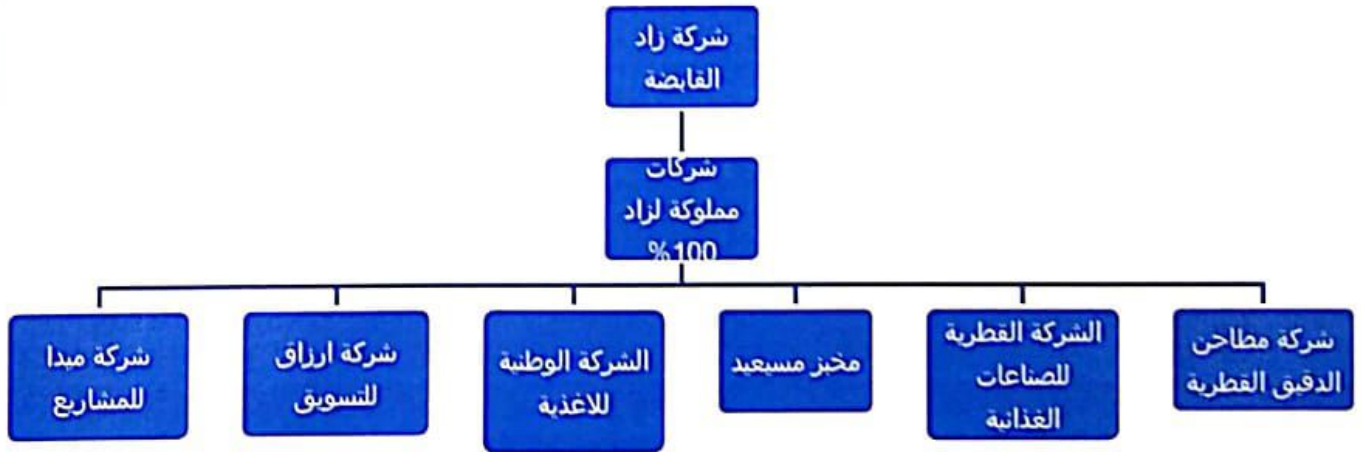 شركة زاد
القابضة
شركات
مملوكة لزاد
%100
شركة مطاحن
الدقيق القطرية
الشركة القطرية
للصناعات
الغذائية
مخبز مسيعيد
الشركة الوطنية
للاغذية
شركة ارزاق
للتسويق
شركة ميدا
للمشاريع